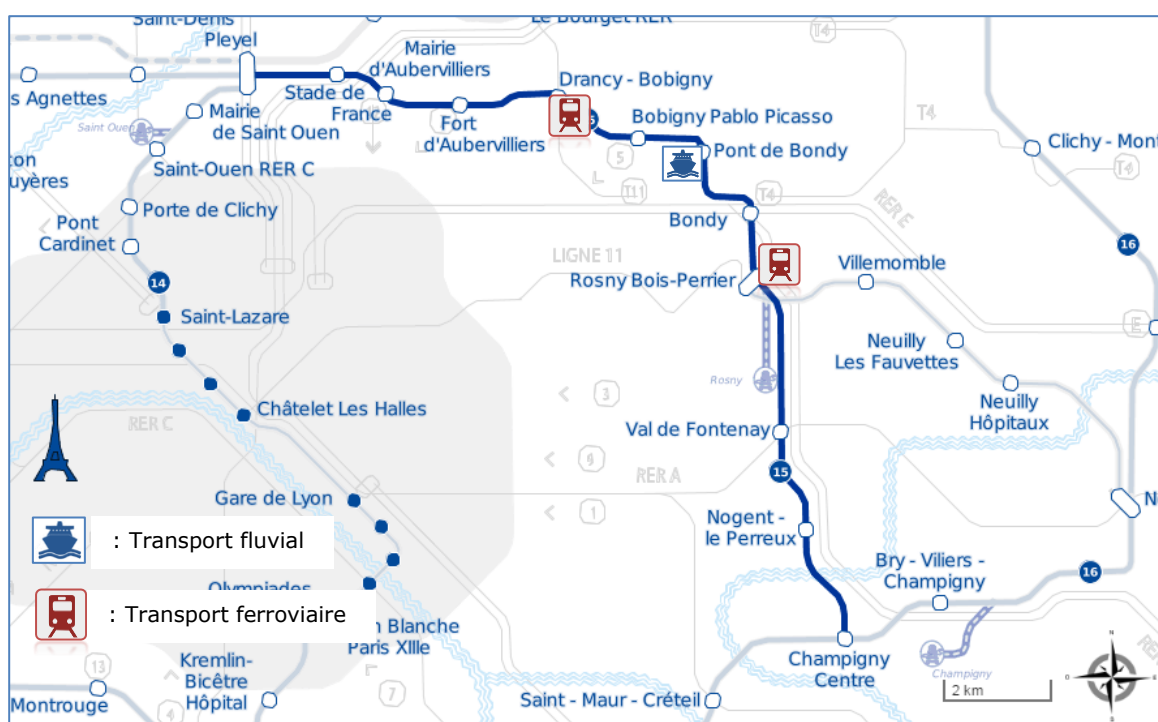 Saint-Denis
Pleyel
Le Bourget RER
T4
Mairie
d'Aubervilliers
Drancy - Bobigny
s Agnettes
Stade de
France
Mairie
de Saint Ouen
Fort
d'Aubervilliers
Bobigny Pablo Picasso
T4
Clichy - Mont
Saint Ouen
Pont de Bondy
5
Saint-Ouen RER C
T11
T4
uyères
Porte de Clichy
Pont
Cardinet
Bondy
RER E
16
LIGNE 11
Villemomble
14
Rosny Bois-Perrier
Saint-Lazare
E
Neuilly
Les Fauvettes
Rosny
3
Châtelet Les Halles
Neuilly
Hôpitaux
RER C
Val de Fontenay
9
RER A
15
Gare de Lyon
1
Nogent -
le Perreux
: Transport fluvial
Bry - Viliers -
Champigny
16
Olympiades
: Transport ferroviaire
n Blanche
Paris XIIIe
Kremlin-
Bicêtre
Hôpital
13
Champigny
Centre
Champigny
N
Montrouge
7
Saint - Maur - Créteil
2 km